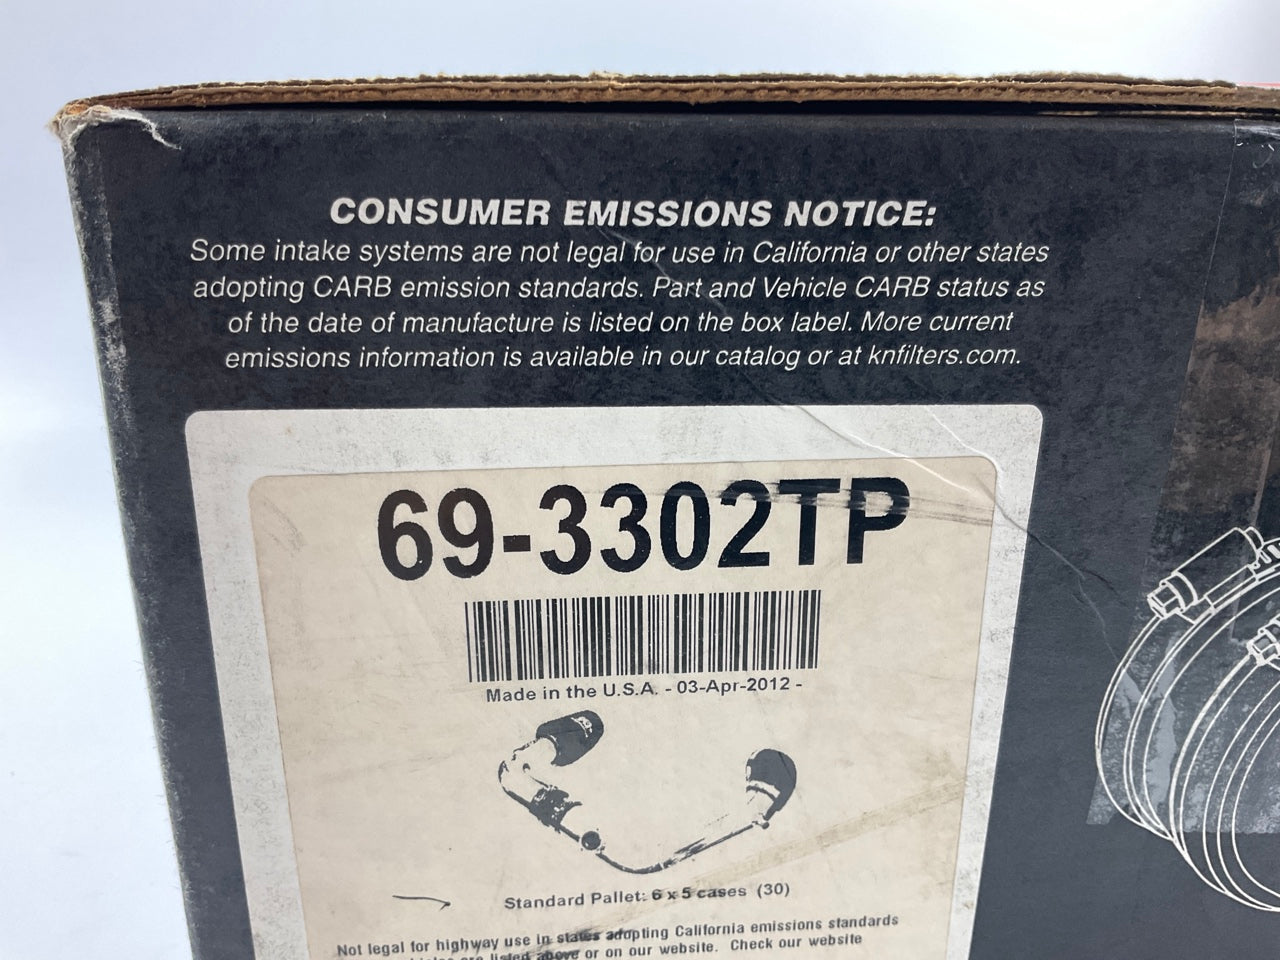 CONSUMER EMISSIONS NOTICE:
Some intake systems are not legal for use in California or other states
adopting CARB emission standards. Part and Vehicle CARB status as
of the date of manufacture is listed on the box label. More current
emissions information is available in our catalog or at knfilters.com.
69-3302TP
Made in the U.S.A. - 03-Apr-2012 -
Standard Pallet: 6 x 5 cases (30)
Not legal for highway use in states adopting California emissions standards
are listed above or on our website. Check our website